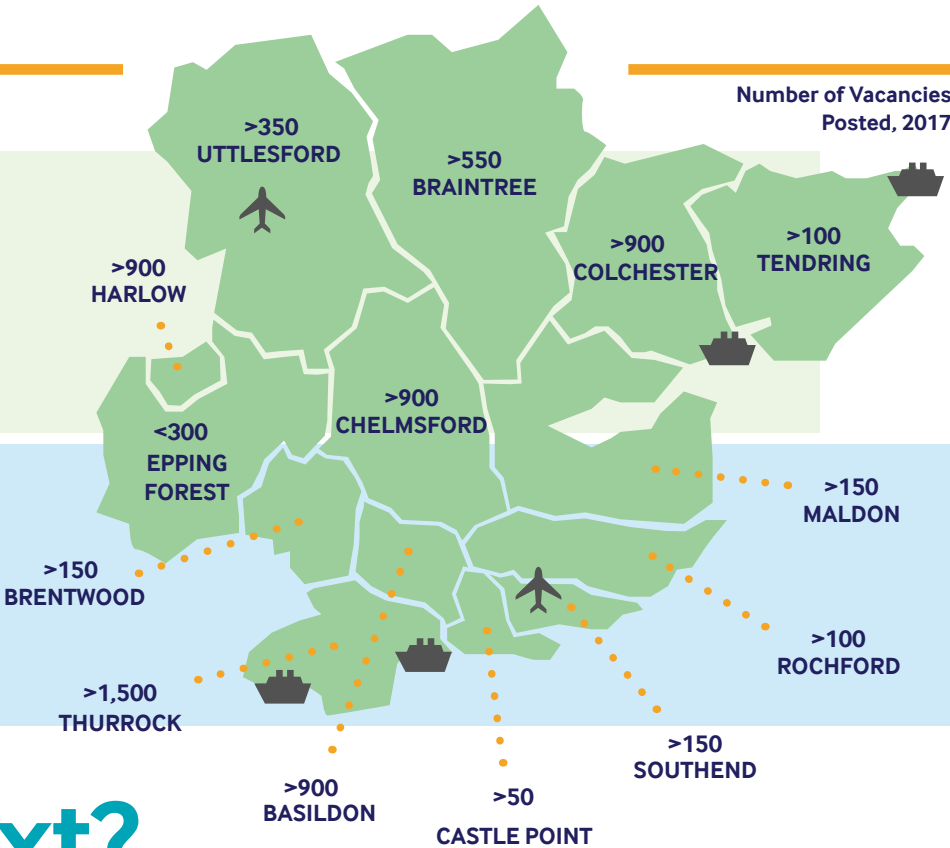 Number of Vacancies
Posted, 2017
>350
UTTLESFORD
>550
BRAINTREE
>900
COLCHESTER
>100
TENDRING
>900
HARLOW
>900
CHELMSFORD
<300
EPPING
FOREST
>150
MALDON
>150
BRENTWOOD
>100
ROCHFORD
>1,500
THURROCK
>150
SOUTHEND
>900
BASILDON
>50
CASTLE POINT
xt?